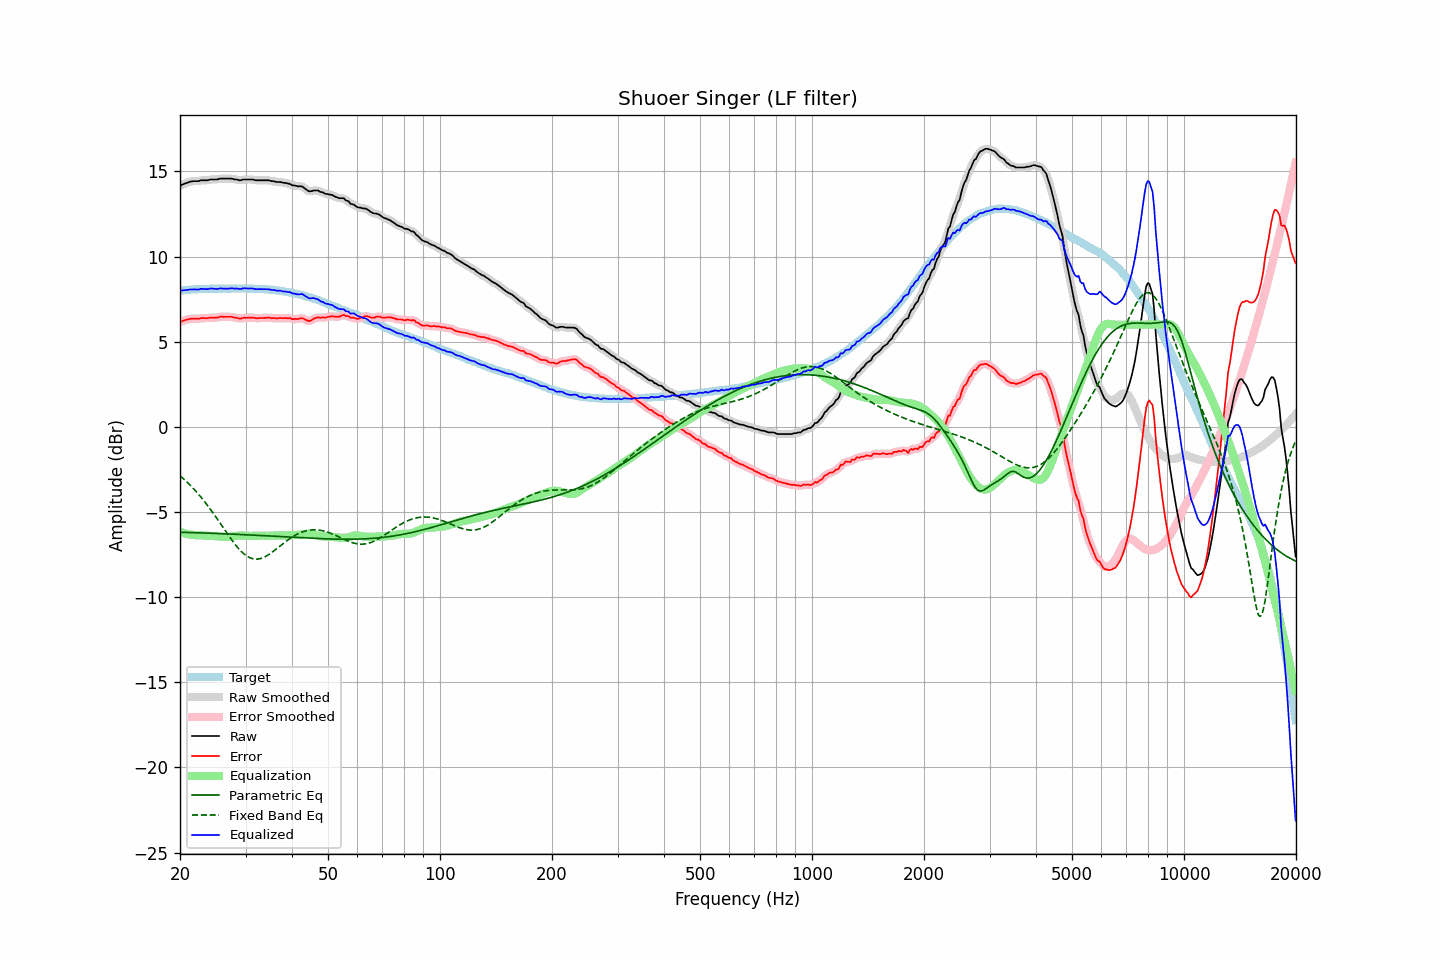 Shuoer Singer (LF filter)
Amplitude (dBr)
15
10
5
0
−5
−10
−15
−20
−25
Target
Raw Smoothed
Error Smoothed
Raw
Error
Equalization
Parametric Eq
Fixed Band Eq
Equalized
20 50 100 200 500 1000 2000 5000 10000 20000
Frequency (Hz)